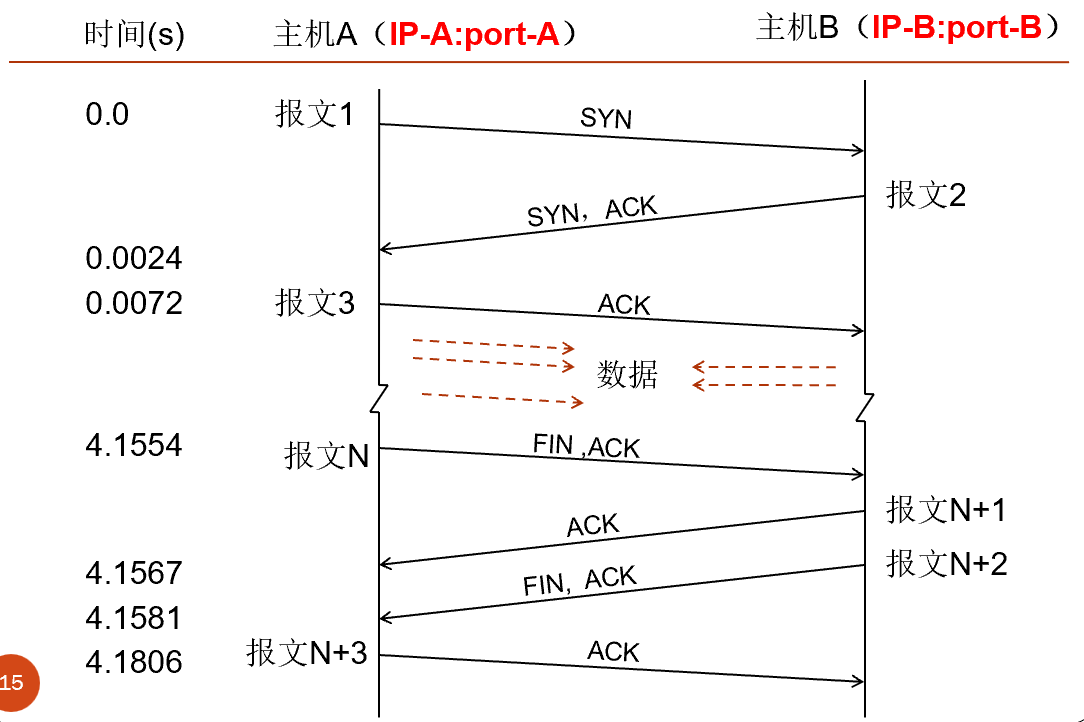 时间(s) 主机A（IP-A:port-A） 主机B（IP-B:port-B）
0.0 报文1 SYN
报文2
SYN，ACK
0.0024
0.0072 报文3 ACK
数据
4.1554 报文N FIN ,ACK
报文N+1
ACK
报文N+2
4.1567 FIN, ACK
4.1581
4.1806 报文N+3 ACK
15